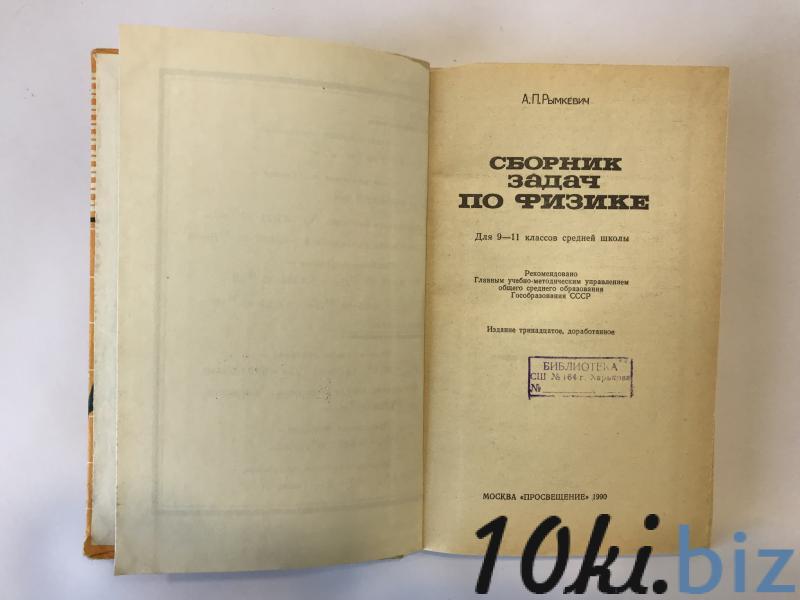 А.П.Рымкевич
СБОРНИК
ЗАДАЧ
ПО ФИЗИКЕ
Для 9—11 классов средней школы
Рекомендовано
Главным учебно-методическим управлением
общего среднего образования
Гособразования СССР
Издание тринадцатое, доработанное
БИБЛИОТЕКА
СШ № 164 г. Харькова
№
МОСКВА «ПРОСВЕЩЕНИЕ» 1990
10ki.biz